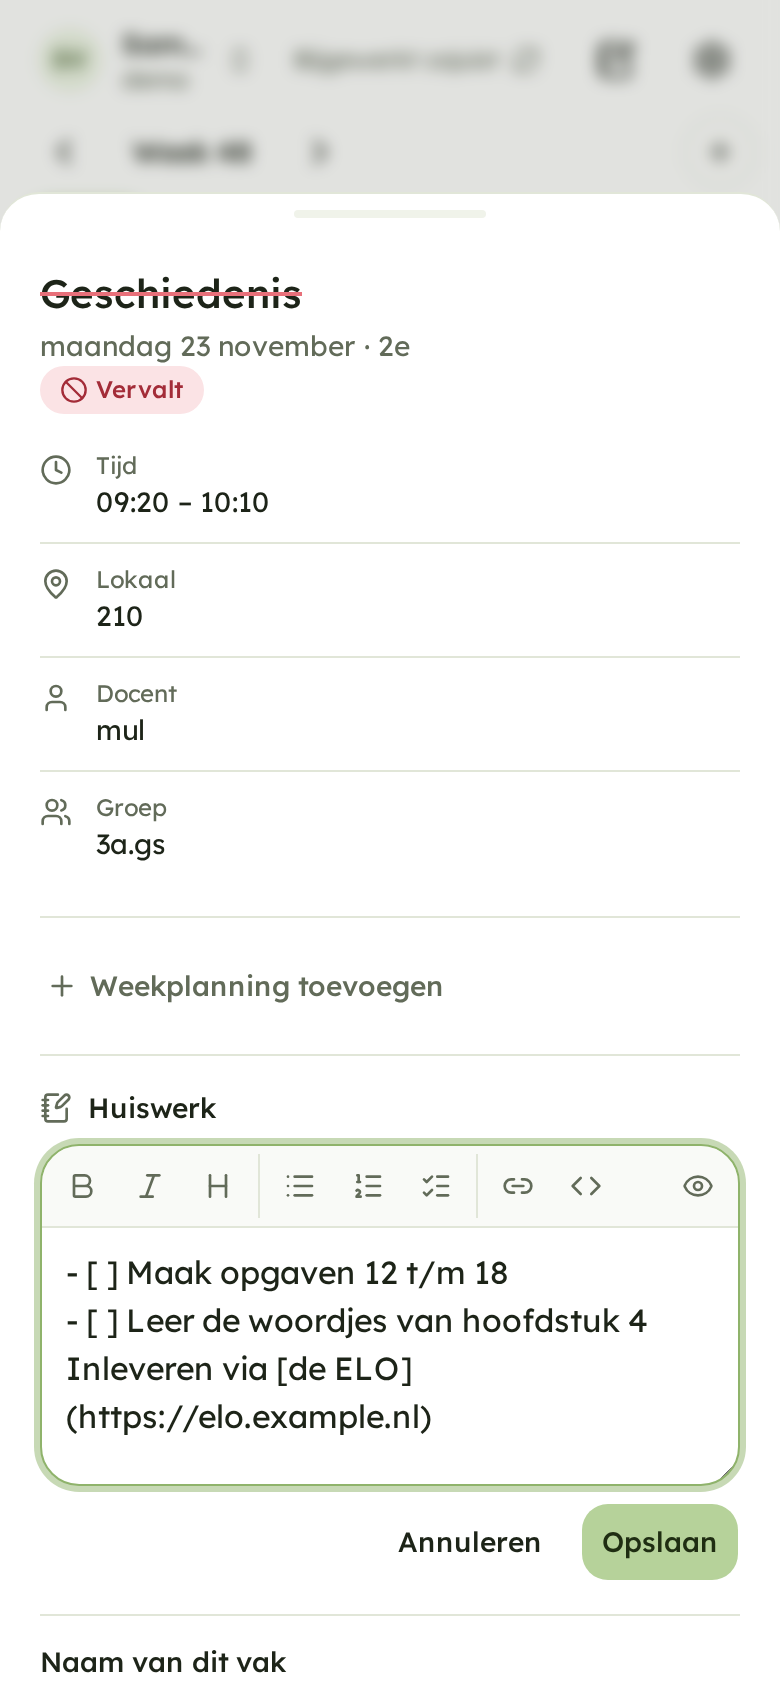 Week 48
Geschiedenis
maandag 23 november · 2e
Vervalt
Tijd
09:20 – 10:10
Lokaal
210
Docent
mul
Groep
3a.gs
Weekplanning toevoegen
Huiswerk
B I H
- [ ] Maak opgaven 12 t/m 18
- [ ] Leer de woordjes van hoofdstuk 4
Inleveren via [de ELO]
(https://elo.example.nl)
Annuleren Opslaan
Naam van dit vak